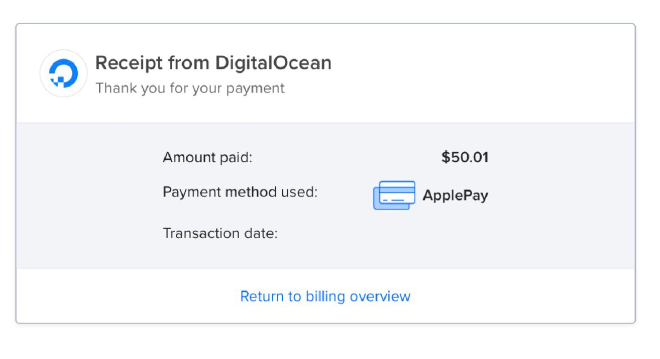 Receipt from DigitalOcean
Thank you for your payment
Amount paid: $50.01
Payment method used: ApplePay
Transaction date:
Return to billing overview